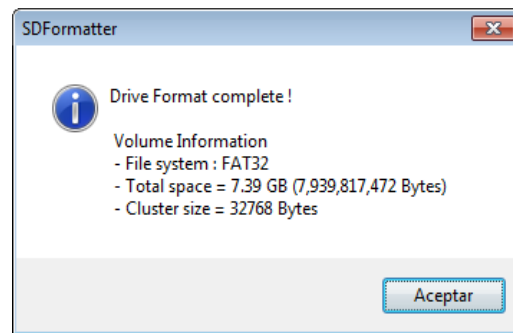 SDFormatter
Drive Format complete !
Volume Information
- File system : FAT32
- Total space = 7.39 GB (7,939,817,472 Bytes)
- Cluster size = 32768 Bytes
Aceptar